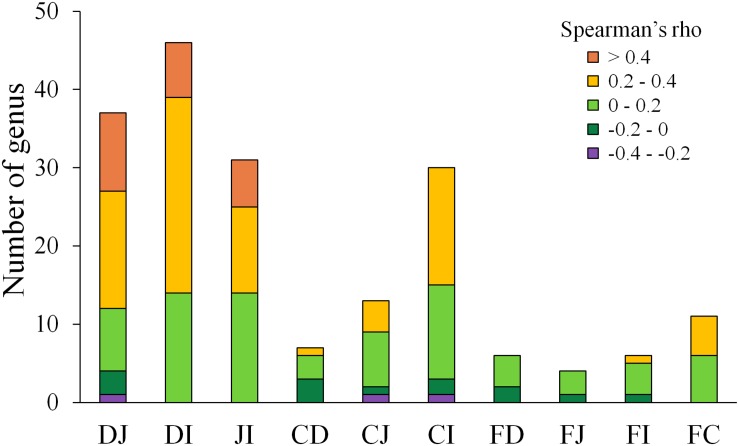 50
40
30
20
10
0
Number of genus
Spearman's rho
> 0.4
0.2 - 0.4
0 - 0.2
-0.2 - 0
-0.4 - -0.2
DJ DI JI CD CJ CI FD FJ FI FC